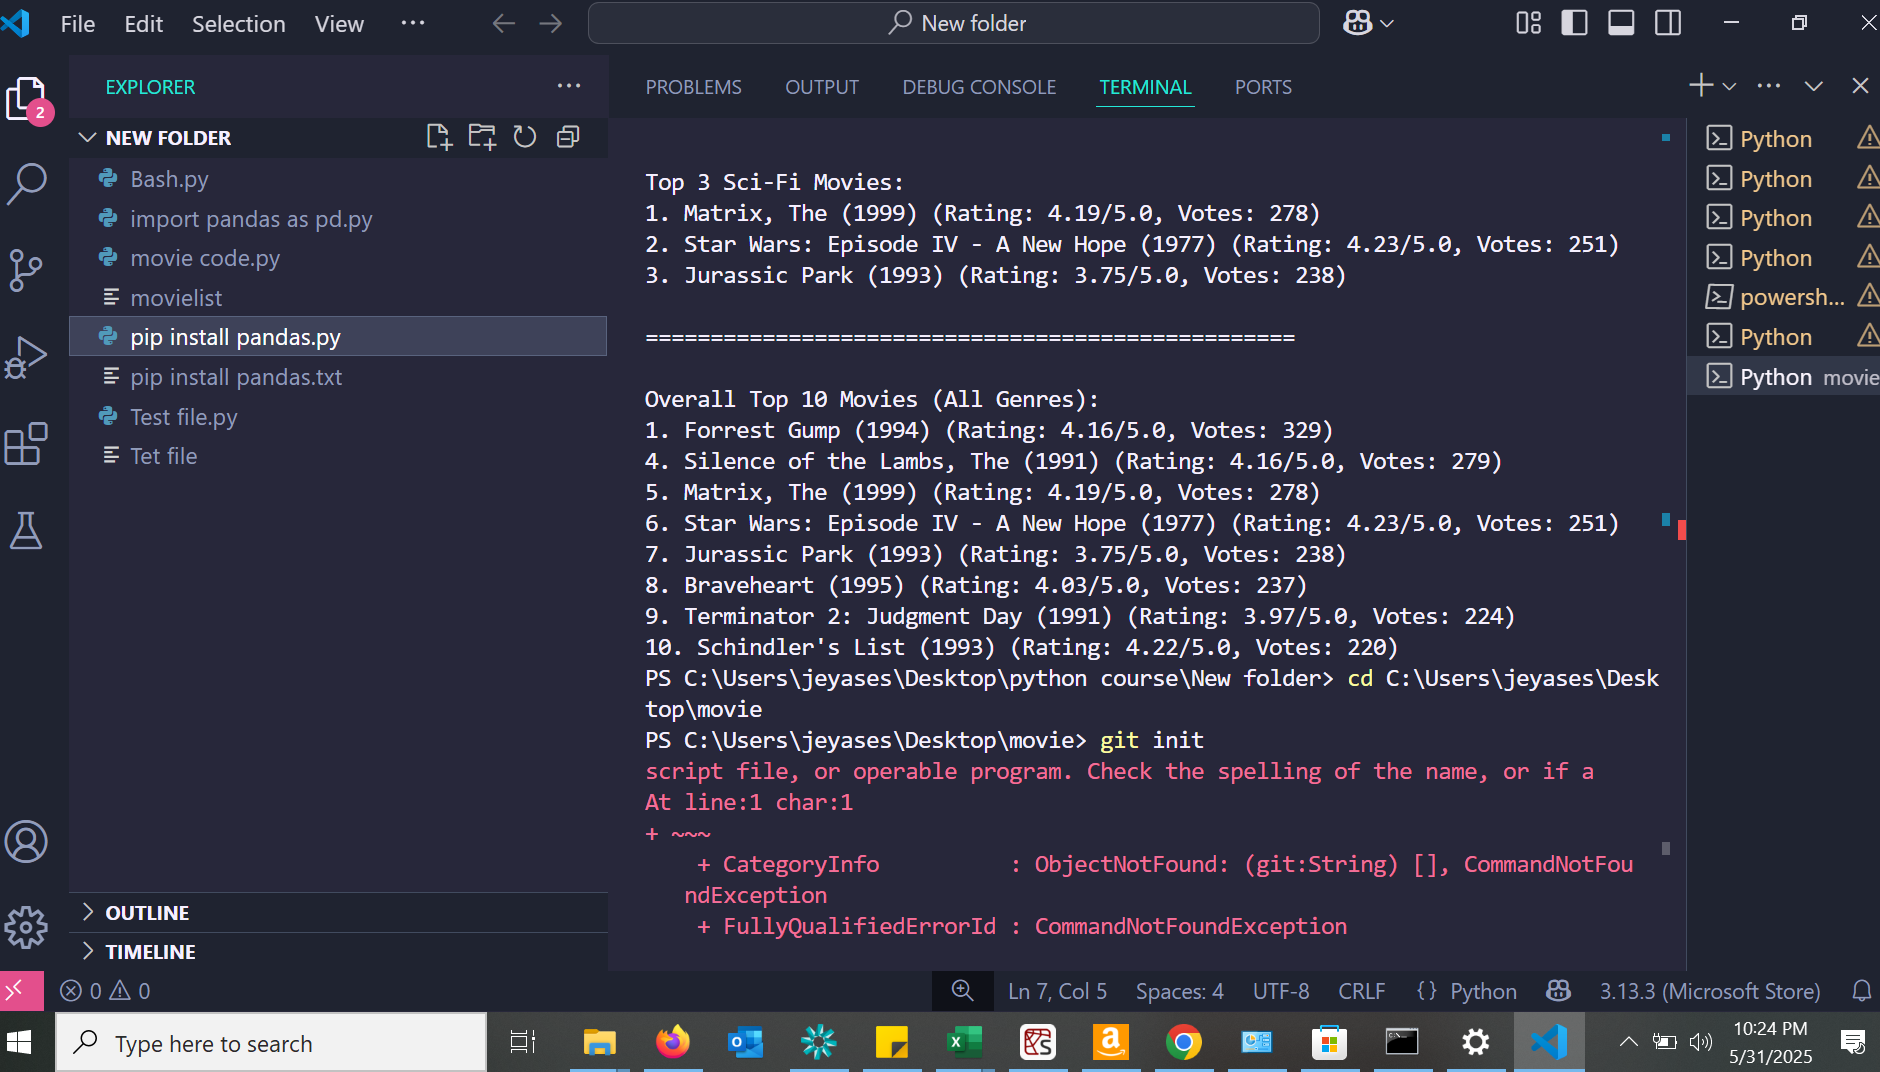 File Edit Selection View ... New folder
EXPLORER ...
2
NEW FOLDER
Bash.py
import pandas as pd.py
movie code.py
movielist
pip install pandas.py
pip install pandas.txt
Test file.py
Tet file
OUTLINE
TIMELINE
PROBLEMS OUTPUT DEBUG CONSOLE TERMINAL PORTS
Top 3 Sci-Fi Movies:
1. Matrix, The (1999) (Rating: 4.19/5.0, Votes: 278)
2. Star Wars: Episode IV - A New Hope (1977) (Rating: 4.23/5.0, Votes: 251)
3. Jurassic Park (1993) (Rating: 3.75/5.0, Votes: 238)
==================================================
Overall Top 10 Movies (All Genres):
1. Forrest Gump (1994) (Rating: 4.16/5.0, Votes: 329)
4. Silence of the Lambs, The (1991) (Rating: 4.16/5.0, Votes: 279)
5. Matrix, The (1999) (Rating: 4.19/5.0, Votes: 278)
6. Star Wars: Episode IV - A New Hope (1977) (Rating: 4.23/5.0, Votes: 251)
7. Jurassic Park (1993) (Rating: 3.75/5.0, Votes: 238)
8. Braveheart (1995) (Rating: 4.03/5.0, Votes: 237)
9. Terminator 2: Judgment Day (1991) (Rating: 3.97/5.0, Votes: 224)
10. Schindler's List (1993) (Rating: 4.22/5.0, Votes: 220)
PS C:\Users\jeyases\Desktop\python course\New folder> cd C:\Users\jeyases\Desk
top\movie
PS C:\Users\jeyases\Desktop\movie> git init
script file, or operable program. Check the spelling of the name, or if a
At line:1 char:1
+ ~~~
+ CategoryInfo : ObjectNotFound: (git:String) [], CommandNotFou
ndException
+ FullyQualifiedErrorId : CommandNotFoundException
Python
Python
Python
Python
powersh...
Python
Python movie
0 0 Ln 7, Col 5 Spaces: 4 UTF-8 CRLF {} Python 3.13.3 (Microsoft Store)
Type here to search
10:24 PM
5/31/2025